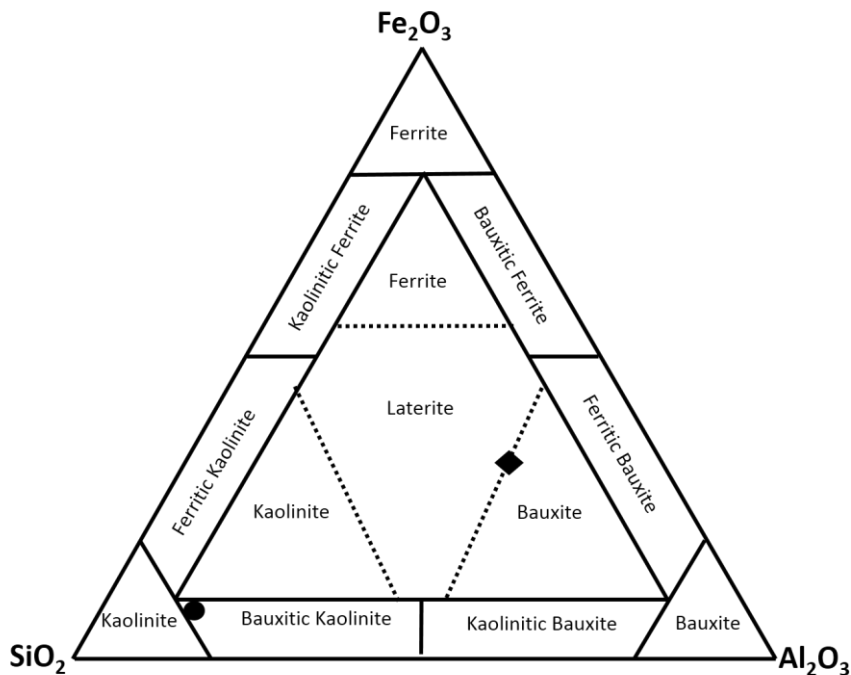 Fe₂O₃
Ferrite
Kaolinitic Ferrite
Bauxitic Ferrite
Ferrite
Laterite
Ferritic Kaolinite
Ferritic Bauxite
Kaolinite
Bauxite
Kaolinite
Bauxitic Kaolinite
Kaolinitic Bauxite
Bauxite
SiO₂
Al₂O₃